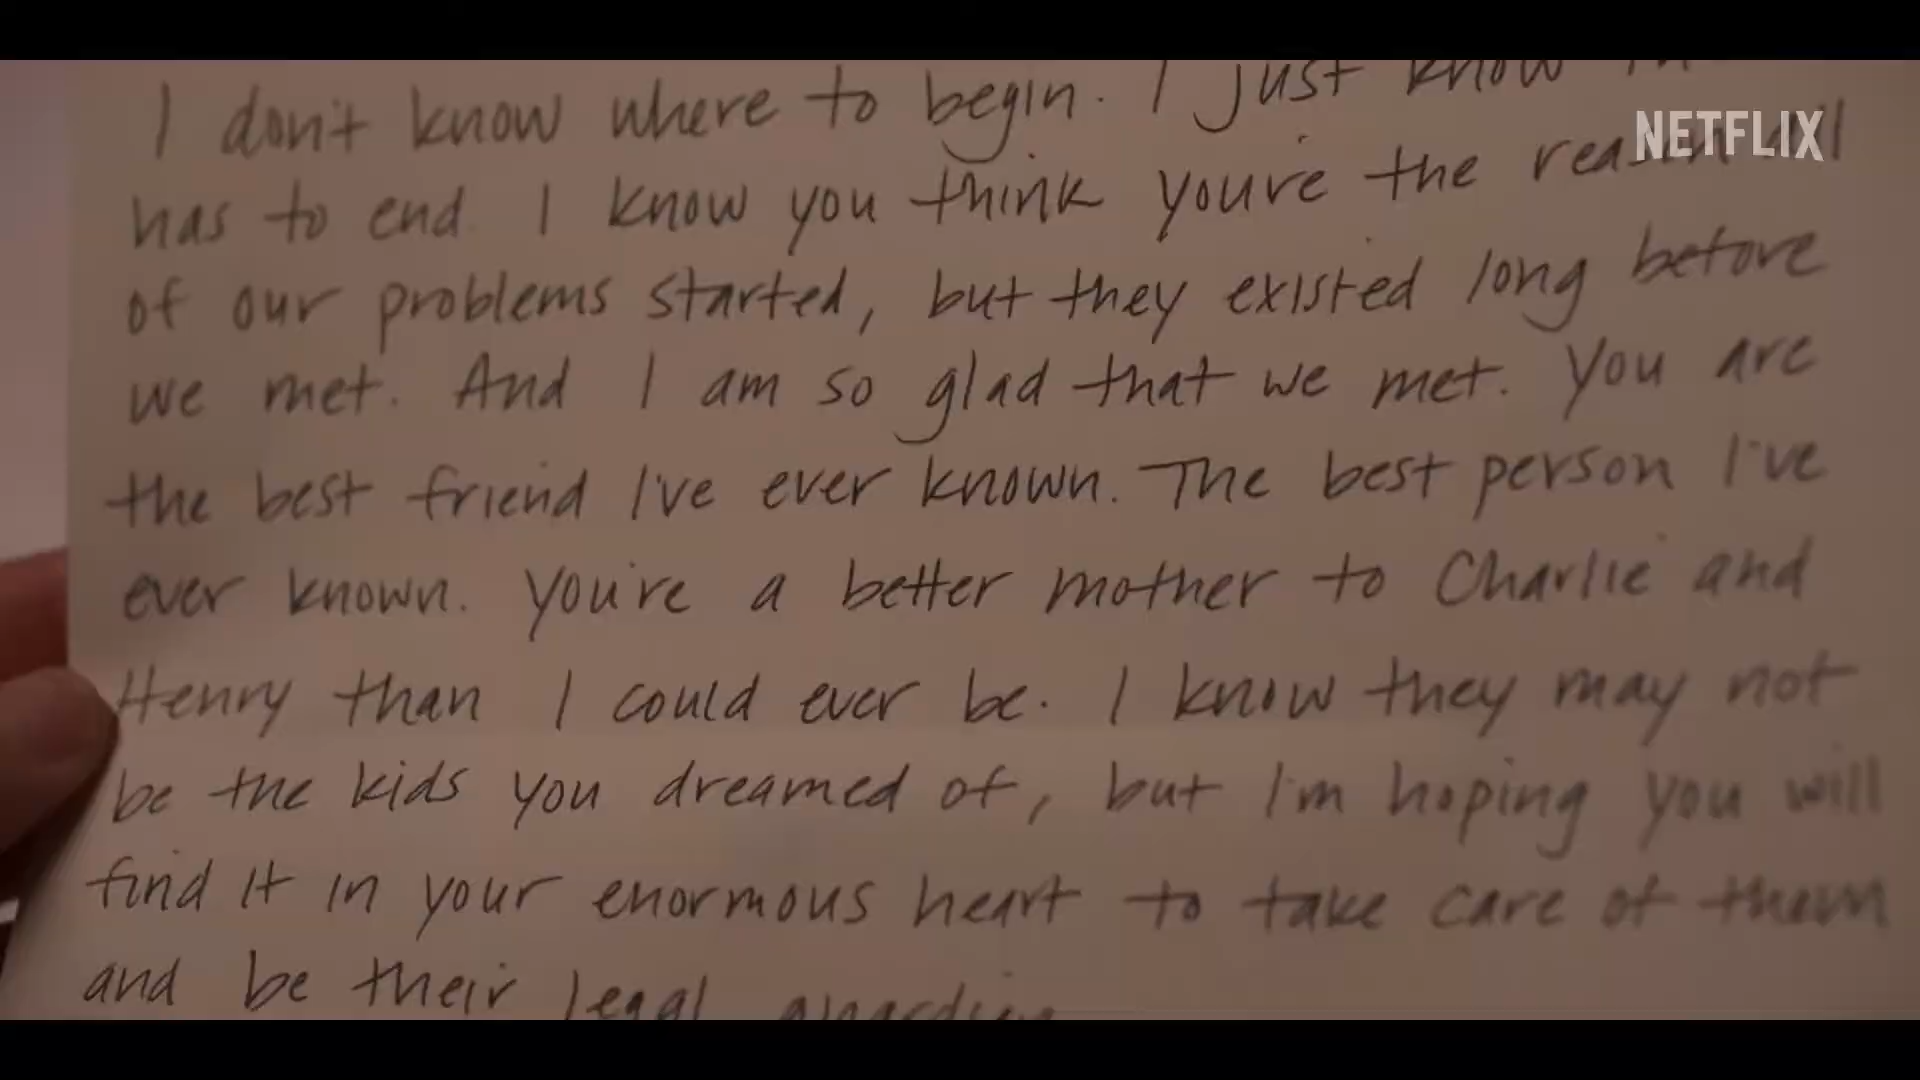 I don't know where to begin. I just know
NETFLIX
has to end. I know you think you're the reason all
of our problems started, but they existed long before
we met. And I am so glad that we met. You are
the best friend I've ever known. The best person I've
ever known. You're a better mother to Charlie and
Henry than I could ever be. I know they may not
be the kids you dreamed of, but I'm hoping you will
find it in your enormous heart to take care of them
and be their legal guardian